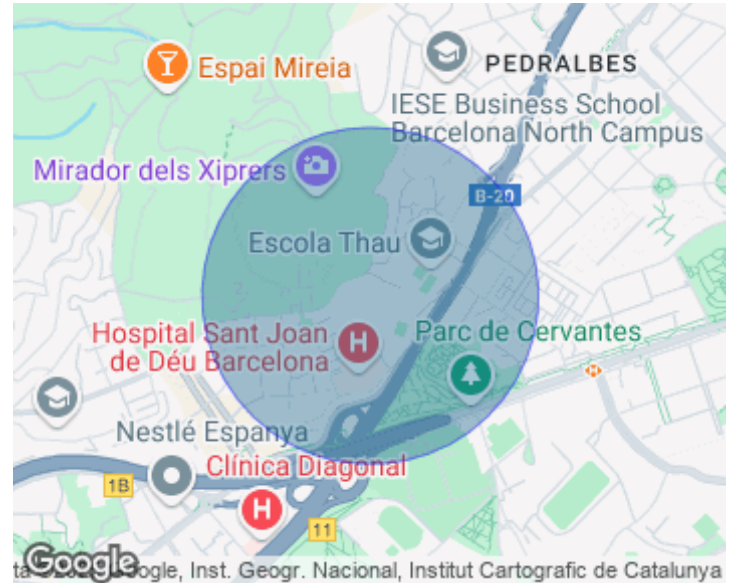 Espai Mireia
PEDRALBES
IESE Business School
Barcelona North Campus
Mirador dels Xiprers
B-20
Escola Thau
Hospital Sant Joan
de Déu Barcelona
H
Parc de Cervantes
Nestlé Espanya
Clínica Diagonal
1B
H
11
Google
ogle, Inst. Geogr. Nacional, Institut Cartografic de Catalunya